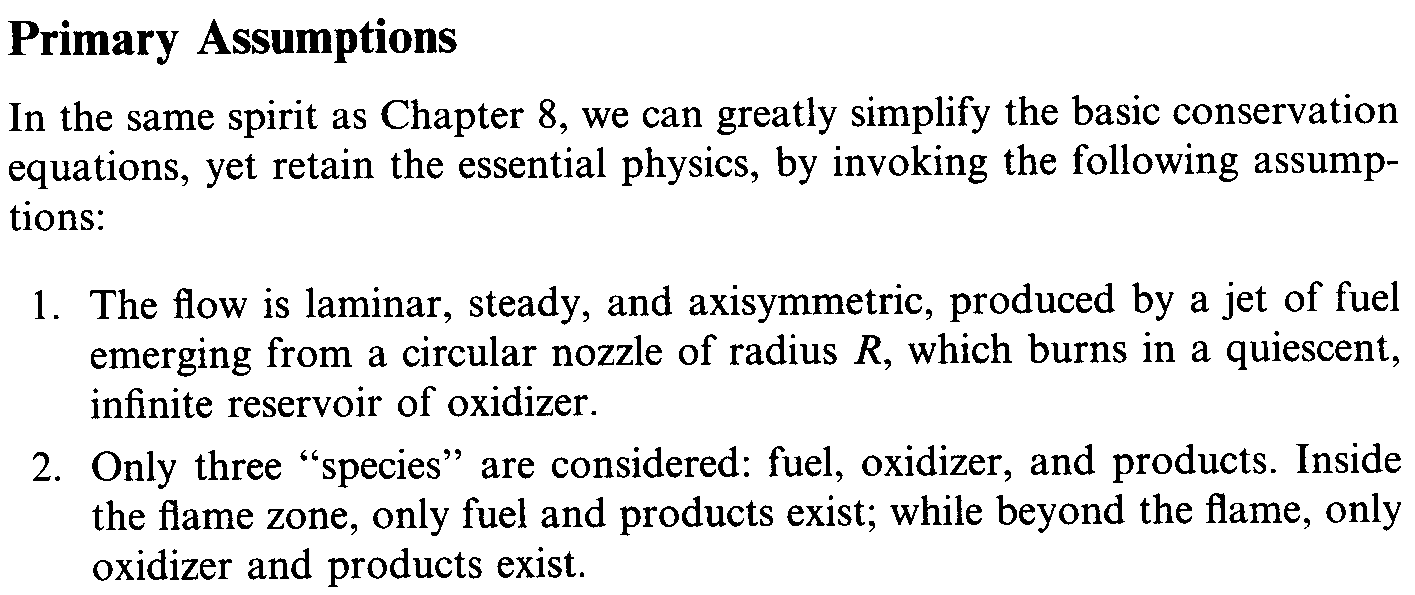 Primary Assumptions
In the same spirit as Chapter 8, we can greatly simplify the basic conservation
equations, yet retain the essential physics, by invoking the following assump-
tions:
1. The flow is laminar, steady, and axisymmetric, produced by a jet of fuel
emerging from a circular nozzle of radius R, which burns in a quiescent,
infinite reservoir of oxidizer.
2. Only three “species” are considered: fuel, oxidizer, and products. Inside
the flame zone, only fuel and products exist; while beyond the flame, only
oxidizer and products exist.